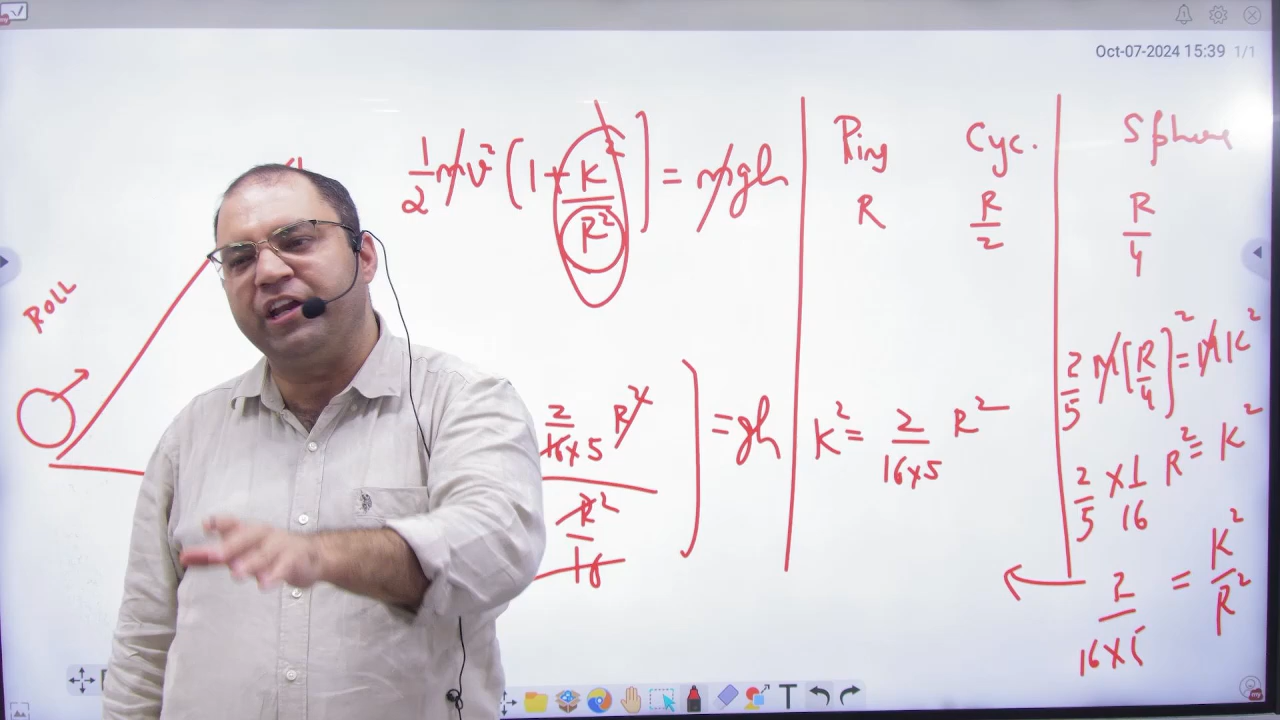 Oct-07-2024 15:39 1/1
ROLL
1/2 mv² (1 + K²/R²] = mgh
2/(16×5) R²
R²/16
] = gh
Ring Cyc. Sphere
R R/2 R/4
K² = 2/(16×5) R²
2/5 m[R/4]² = mK²
2/5 × 1/16 R² = K²
2/(16×5) = K²/R²
T